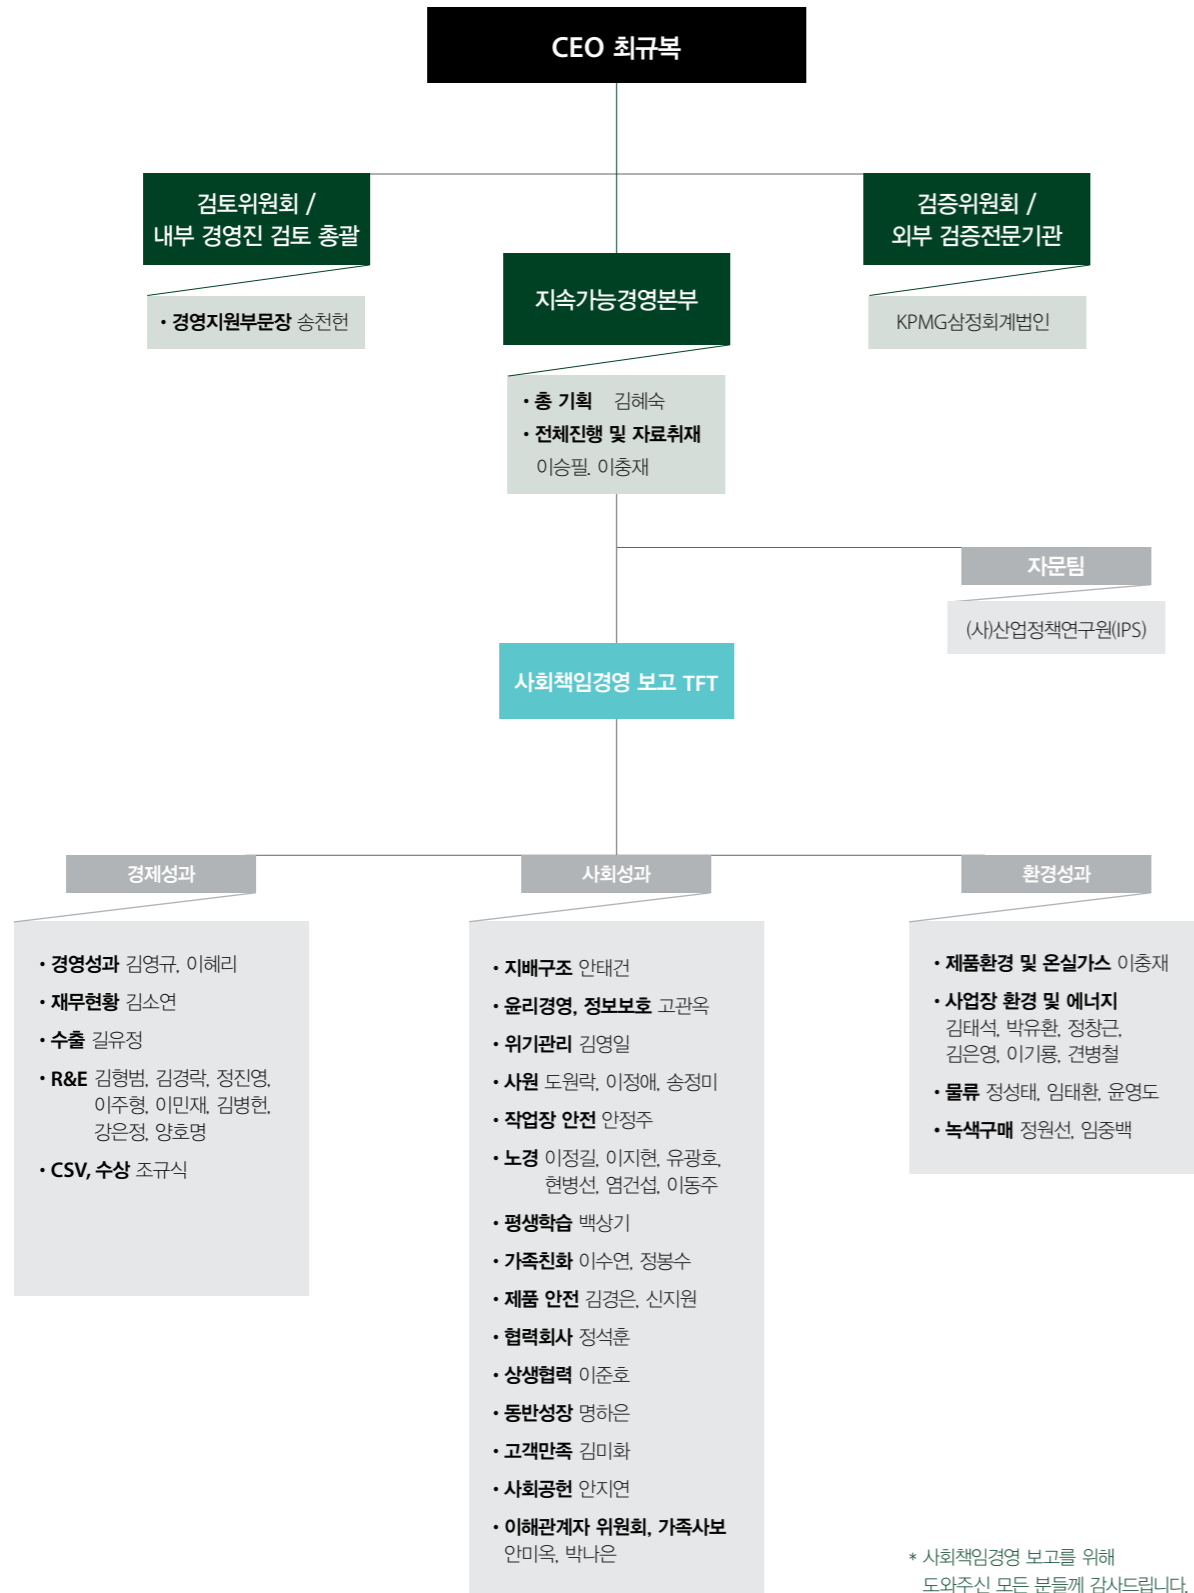 CEO 최규복
검토위원회 /
내부 경영진 검토 총괄
• 경영지원부문장 송천헌
검증위원회 /
외부 검증전문기관
KPMG삼정회계법인
지속가능경영본부
• 총 기획 김혜숙
• 전체진행 및 자료취재
이승필, 이충재
자문팀
(사)산업정책연구원(IPS)
사회책임경영 보고 TFT
경제성과
• 경영성과 김영규, 이혜리
• 재무현황 김소연
• 수출 길유정
• R&E 김형범, 김경락, 정진영,
이주형, 이민재, 김병헌,
강은정, 양호명
• CSV, 수상 조규식
사회성과
• 지배구조 안태건
• 윤리경영, 정보보호 고관옥
• 위기관리 김영일
• 사원 도원락, 이정애, 송정미
• 작업장 안전 안정주
• 노경 이정길, 이지현, 유광호,
현병선, 염건섭, 이동주
• 평생학습 백상기
• 가족친화 이수연, 정봉수
• 제품 안전 김경은, 신지원
• 협력회사 정석훈
• 상생협력 이준호
• 동반성장 명하은
• 고객만족 김미화
• 사회공헌 안지연
• 이해관계자 위원회, 가족사보
안미옥, 박나은
환경성과
• 제품환경 및 온실가스 이충재
• 사업장 환경 및 에너지
김태석, 박유환, 정창근,
김은영, 이기룡, 견병철
• 물류 정성태, 임태환, 윤영도
• 녹색구매 정원선, 임중백
* 사회책임경영 보고를 위해
도와주신 모든 분들께 감사드립니다.